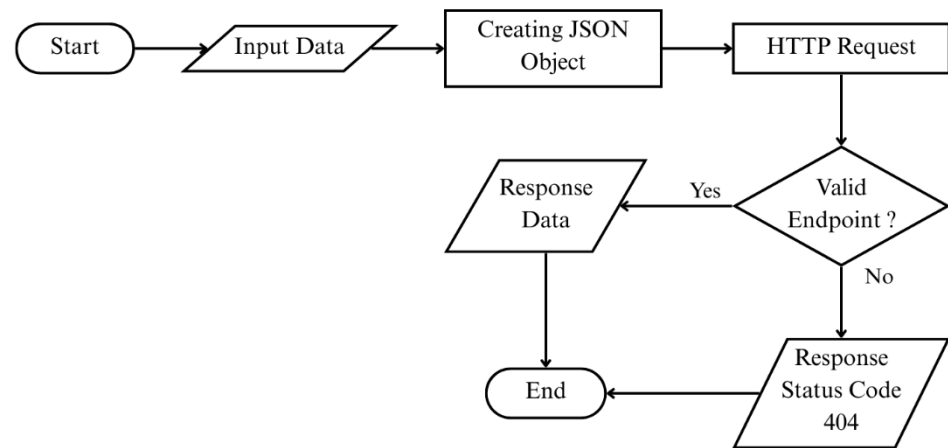 Start
Input Data
Creating JSON
Object
HTTP Request
Valid
Endpoint ?
Yes
Response
Data
No
Response
Status Code
404
End